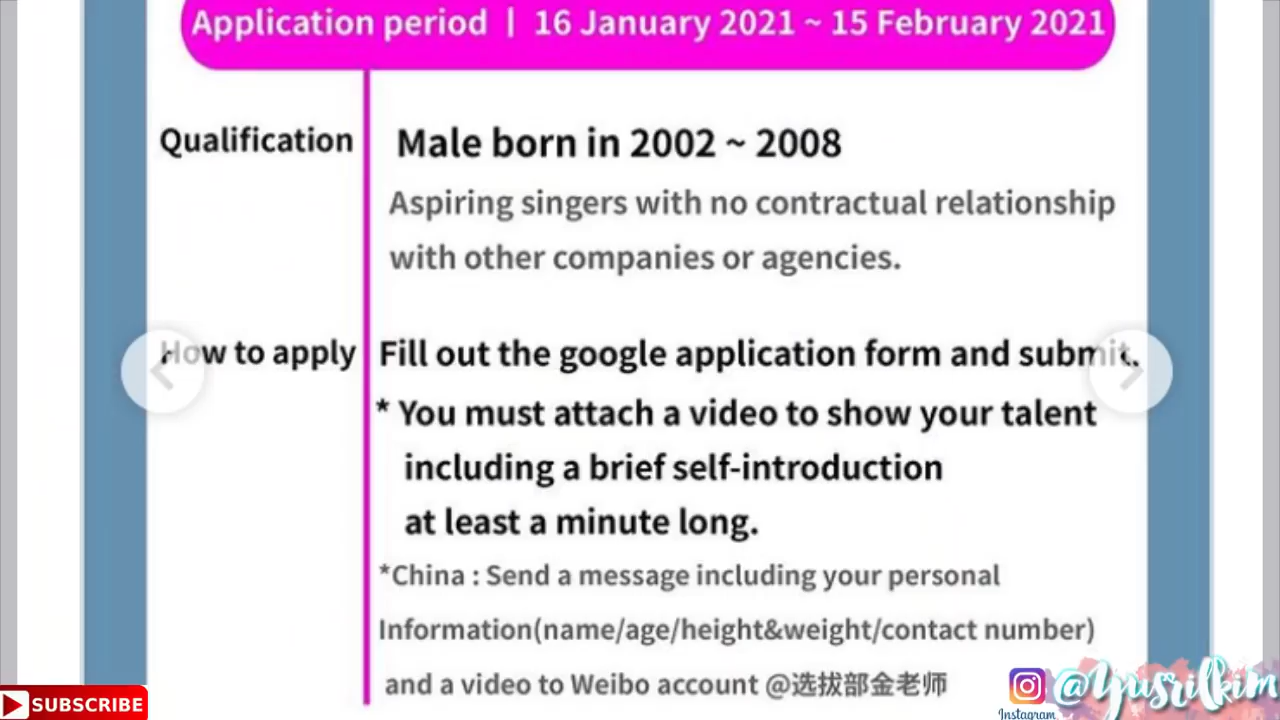 Application period | 16 January 2021 ~ 15 February 2021
Qualification
Male born in 2002 ~ 2008
Aspiring singers with no contractual relationship
with other companies or agencies.
How to apply
Fill out the google application form and submit.
* You must attach a video to show your talent
including a brief self-introduction
at least a minute long.
*China : Send a message including your personal
Information(name/age/height&weight/contact number)
and a video to Weibo account @选拔部金老师
SUBSCRIBE
Instagram
@Yusrilkim